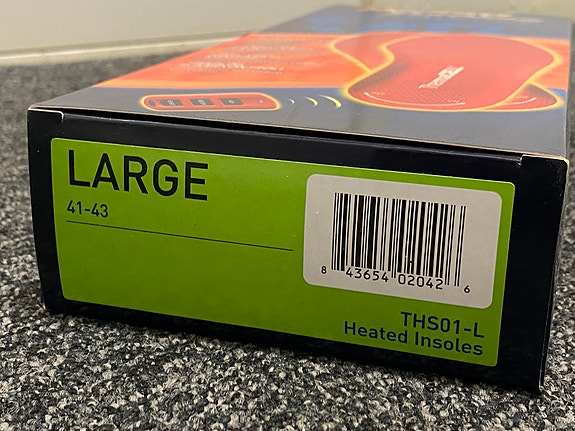 LARGE
41-43
8 43654 02042 6
THS01-L
Heated Insoles